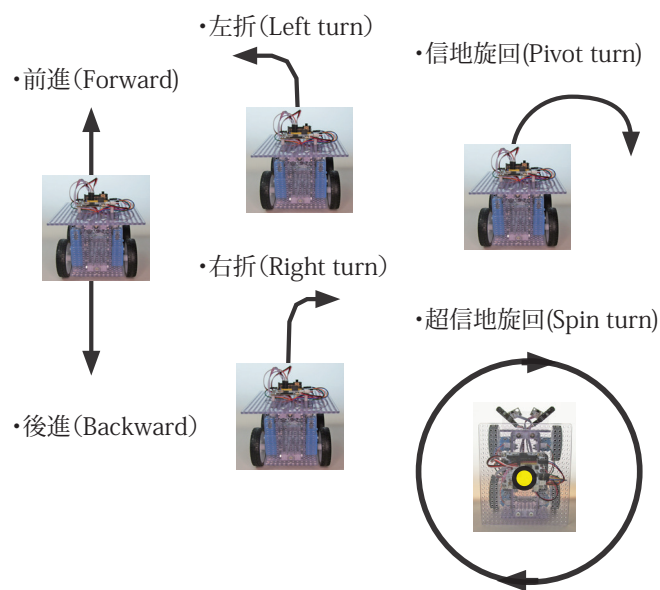 ・前進(Forward)
・後進(Backward)
・左折(Left turn)
・右折(Right turn)
・信地旋回(Pivot turn)
・超信地旋回(Spin turn)